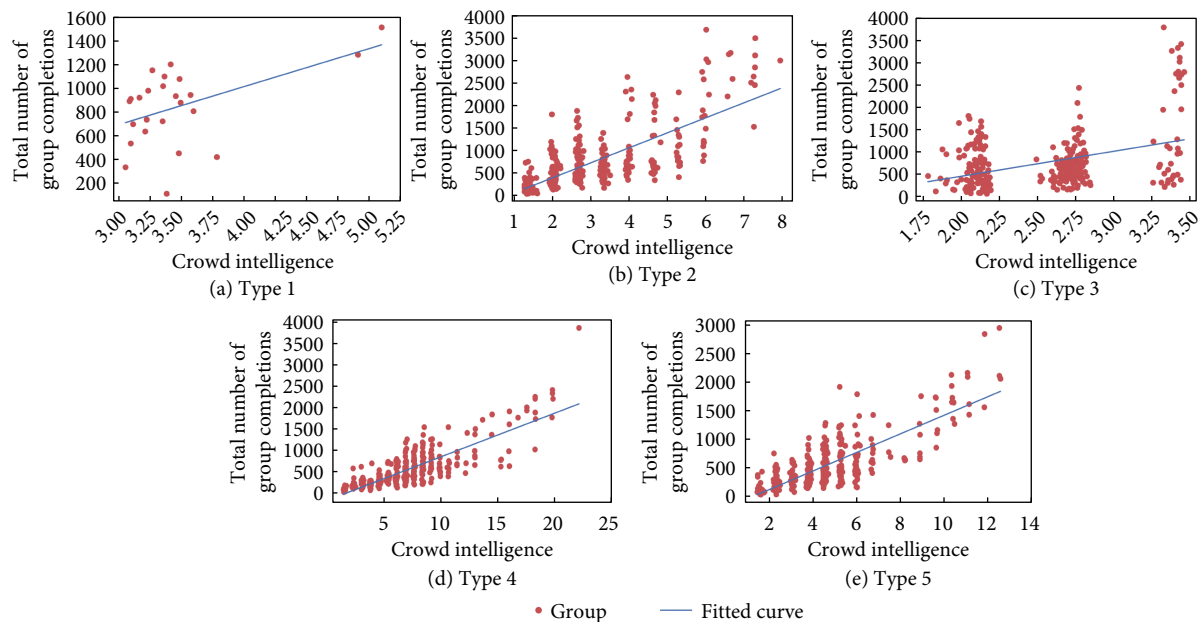 Total number of
group completions
1600
1400
1200
1000
800
600
400
200
3.00
3.25
3.50
3.75
4.00
4.25
4.50
4.75
5.00
5.25
Crowd intelligence
(a) Type 1
Total number of
group completions
4000
3500
3000
2500
2000
1500
1000
500
0
1 2 3 4 5 6 7 8
Crowd intelligence
(b) Type 2
Total number of
group completions
4000
3500
3000
2500
2000
1500
1000
500
0
1.75
2.00
2.25
2.50
2.75
3.00
3.25
3.50
Crowd intelligence
(c) Type 3
Total number of
group completions
4000
3500
3000
2500
2000
1500
1000
500
0
5 10 15 20 25
Crowd intelligence
(d) Type 4
Total number of
group completions
3000
2500
2000
1500
1000
500
0
2 4 6 8 10 12 14
Crowd intelligence
(e) Type 5
Group
Fitted curve